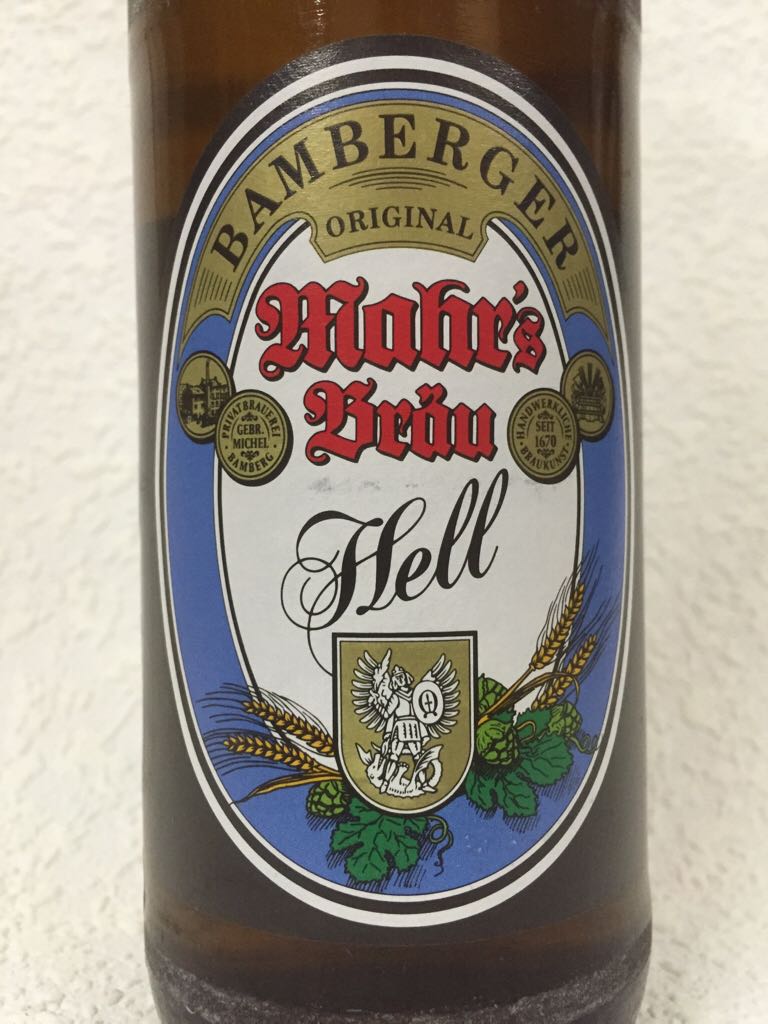 BAMBERGER
ORIGINAL
Mahr's
Bräu
PRIVATBRAUEREI
GEBR.
MICHEL
BAMBERG
HANDWERKLICHE
SEIT
1670
BRAUKUNST
Hell